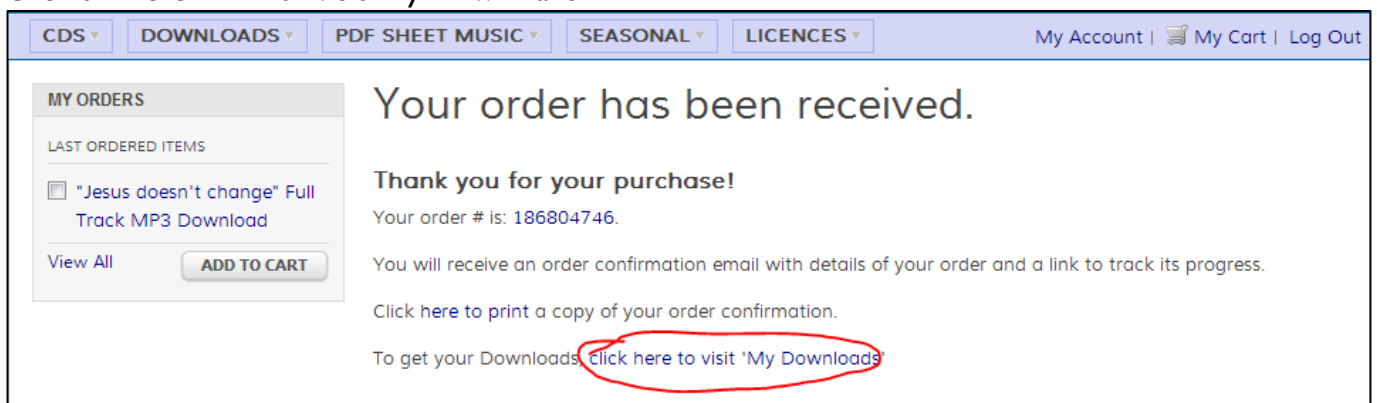 CDS DOWNLOADS PDF SHEET MUSIC SEASONAL LICENCES My Account | My Cart | Log Out
MY ORDERS
LAST ORDERED ITEMS
"Jesus doesn't change" Full
Track MP3 Download
View All ADD TO CART
Your order has been received.
Thank you for your purchase!
Your order # is: 186804746.
You will receive an order confirmation email with details of your order and a link to track its progress.
Click here to print a copy of your order confirmation.
To get your Downloads, click here to visit 'My Downloads'